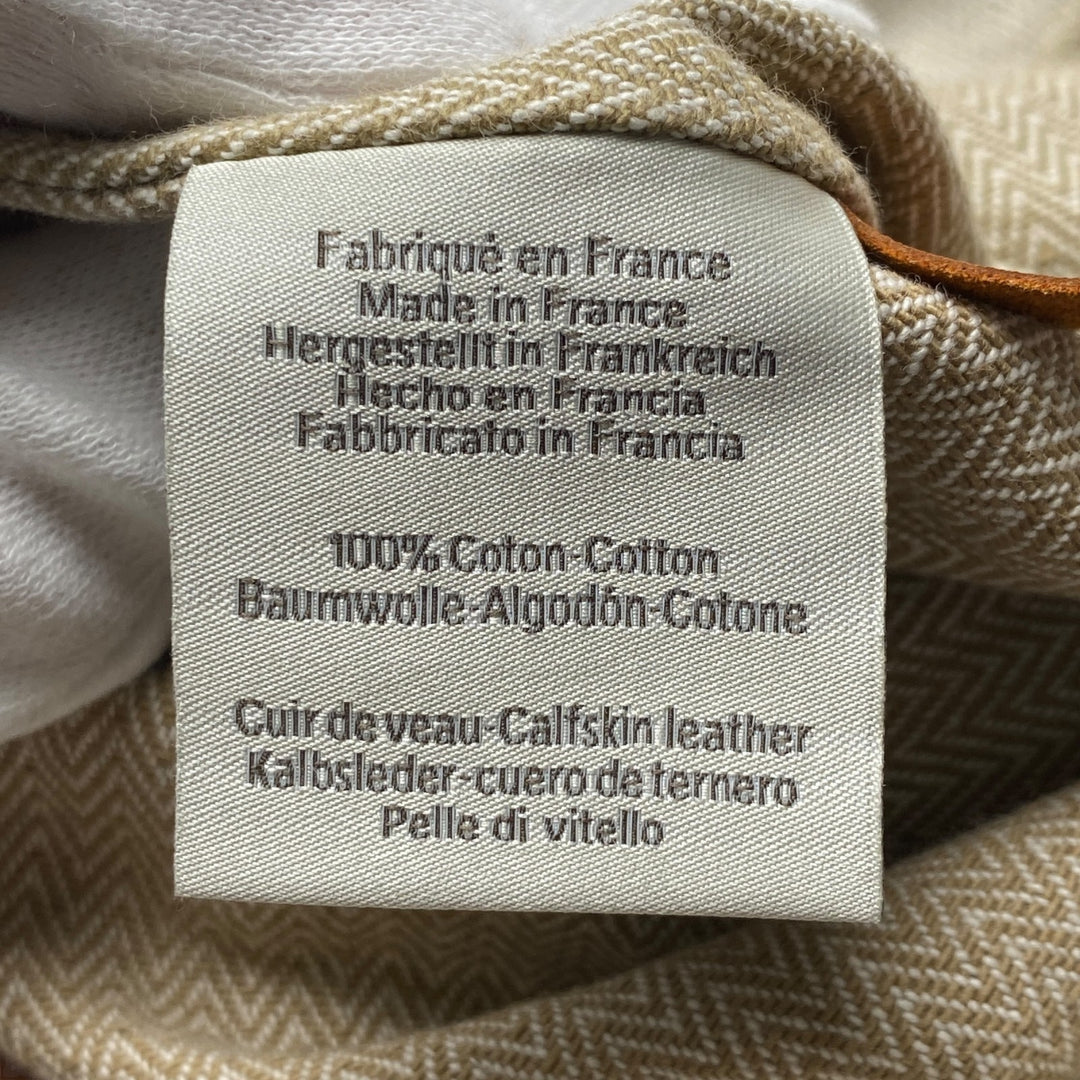 Fabriqué en France
Made in France
Hergestellt in Frankreich
Hecho en Francia
Fabbricato in Francia
100% Coton-Cotton
Baumwolle-Algodón-Cotone
Cuir de veau-Calfskin leather
Kalbsleder-cuero de ternero
Pelle di vitello